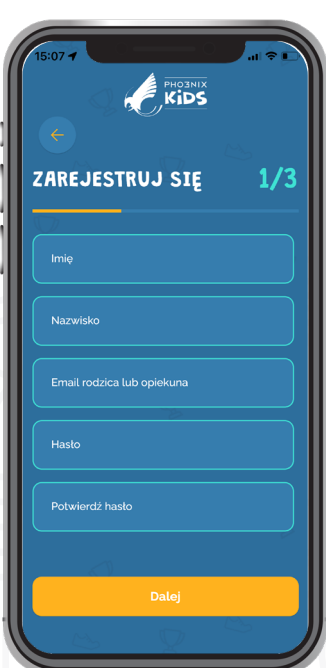 15:07
PHO3NIX
KiDS
ZAREJESTRUJ SIĘ 1/3
Imię
Nazwisko
Email rodzica lub opiekuna
Hasło
Potwierdź hasło
Dalej